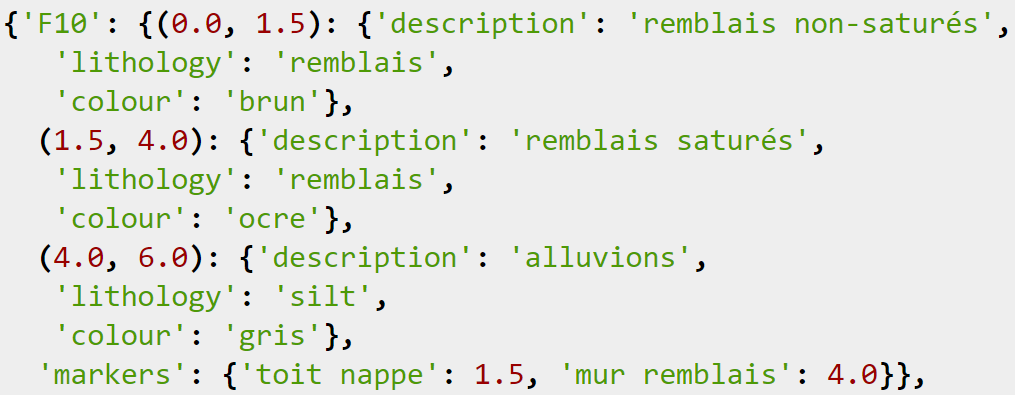 {'F10': {(0.0, 1.5): {'description': 'remblais non-saturés',
'lithology': 'remblais',
'colour': 'brun'},
(1.5, 4.0): {'description': 'remblais saturés',
'lithology': 'remblais',
'colour': 'ocre'},
(4.0, 6.0): {'description': 'alluvions',
'lithology': 'silt',
'colour': 'gris'},
'markers': {'toit nappe': 1.5, 'mur remblais': 4.0}},